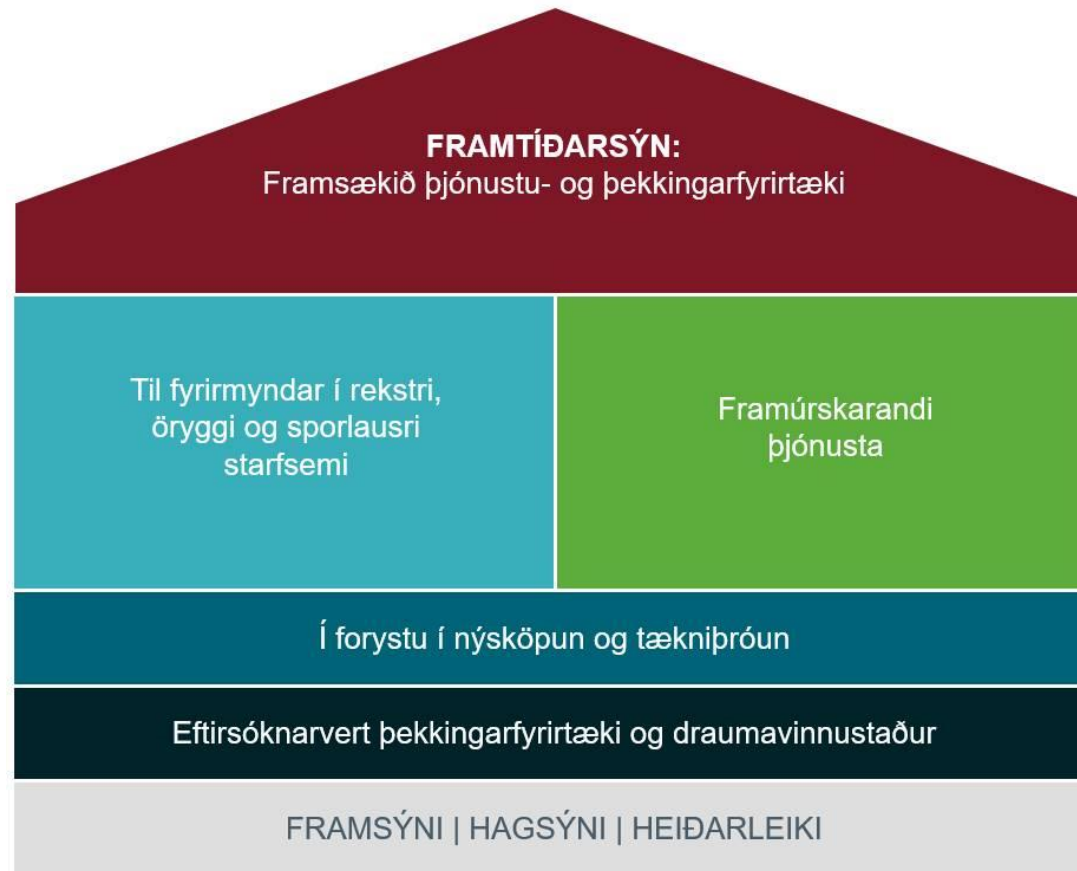 FRAMTÍÐARSÝN:
Framsækið þjónustu- og þekkingarfyrirtæki
Til fyrirmyndar í rekstri,
öryggi og sporlausri
starfsemi
Framúrskarandi
þjónusta
Í forystu í nýsköpun og tækniþróun
Eftirsóknarvert þekkingarfyrirtæki og draumavinnustaður
FRAMSÝNI | HAGSÝNI | HEIÐARLEIKI